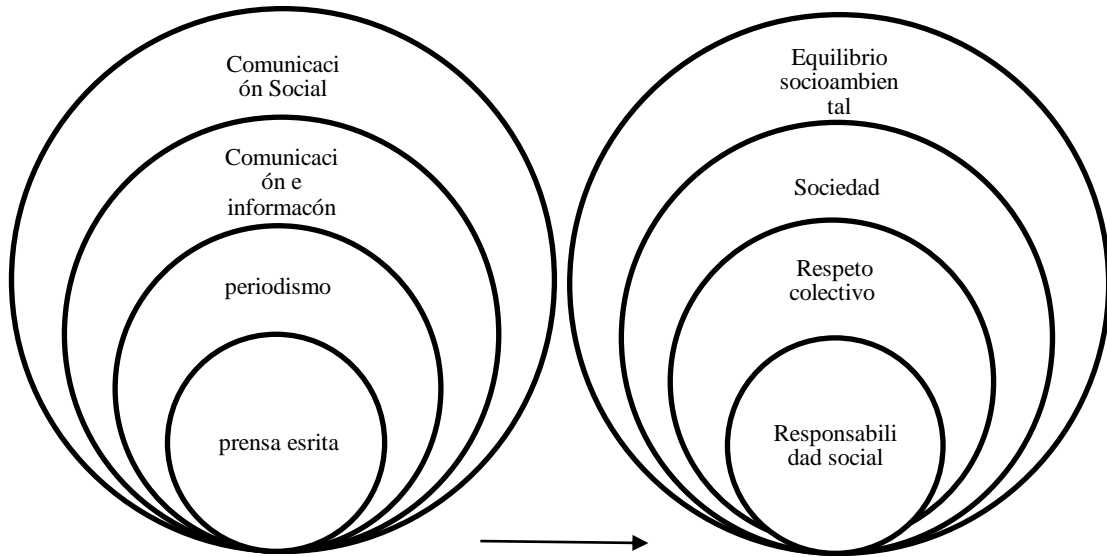 Comunicaci
ón Social
Comunicaci
ón e
informacón
periodismo
prensa esrita
Equilibrio
socioambien
tal
Sociedad
Respeto
colectivo
Responsabili
dad social